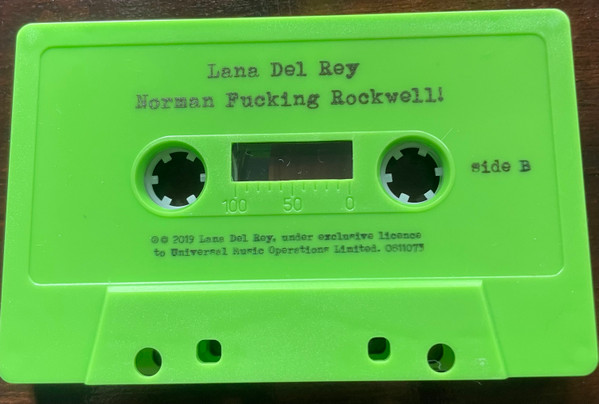 Lana Del Rey
Norman Fucking Rockwell!
side B
100 50 0
℗© 2019 Lana Del Rey, under exclusive licence
to Universal Music Operations Limited. 0811073